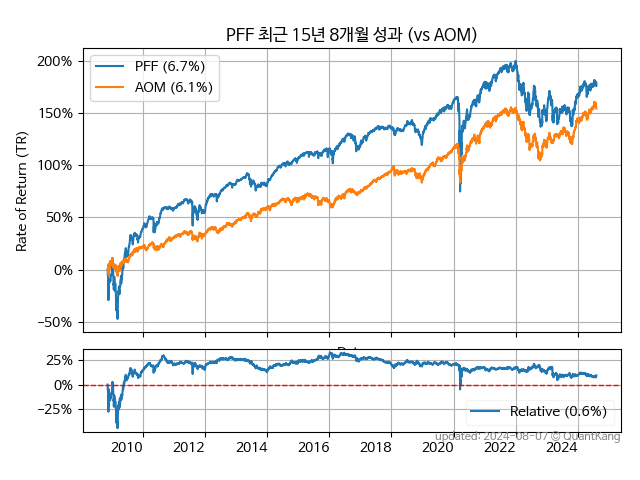 PFF 최근 15년 8개월 성과 (vs AOM)
PFF (6.7%)
AOM (6.1%)
Rate of Return (TR)
200%
150%
100%
50%
0%
−50%
25%
0%
−25%
Relative (0.6%)
2010 2012 2014 2016 2018 2020 2022 2024
updated: 2024-08-07 © QuantKang